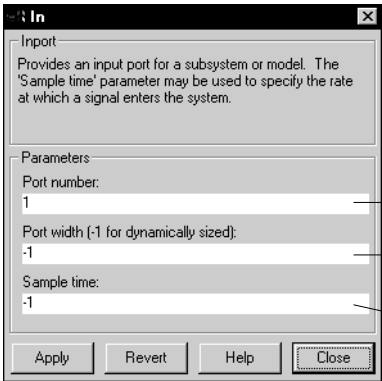 In
Inport
Provides an input port for a subsystem or model. The
'Sample time' parameter may be used to specify the rate
at which a signal enters the system.
Parameters
Port number:
1
Port width (-1 for dynamically sized):
-1
Sample time:
-1
Apply Revert Help Close